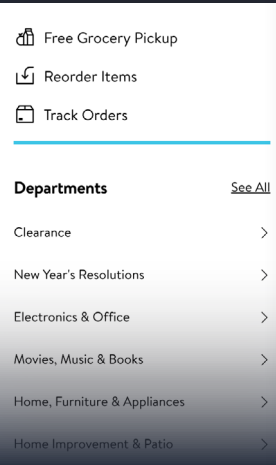 Free Grocery Pickup
Reorder Items
Track Orders
Departments See All
Clearance
New Year's Resolutions
Electronics & Office
Movies, Music & Books
Home, Furniture & Appliances
Home Improvement & Patio